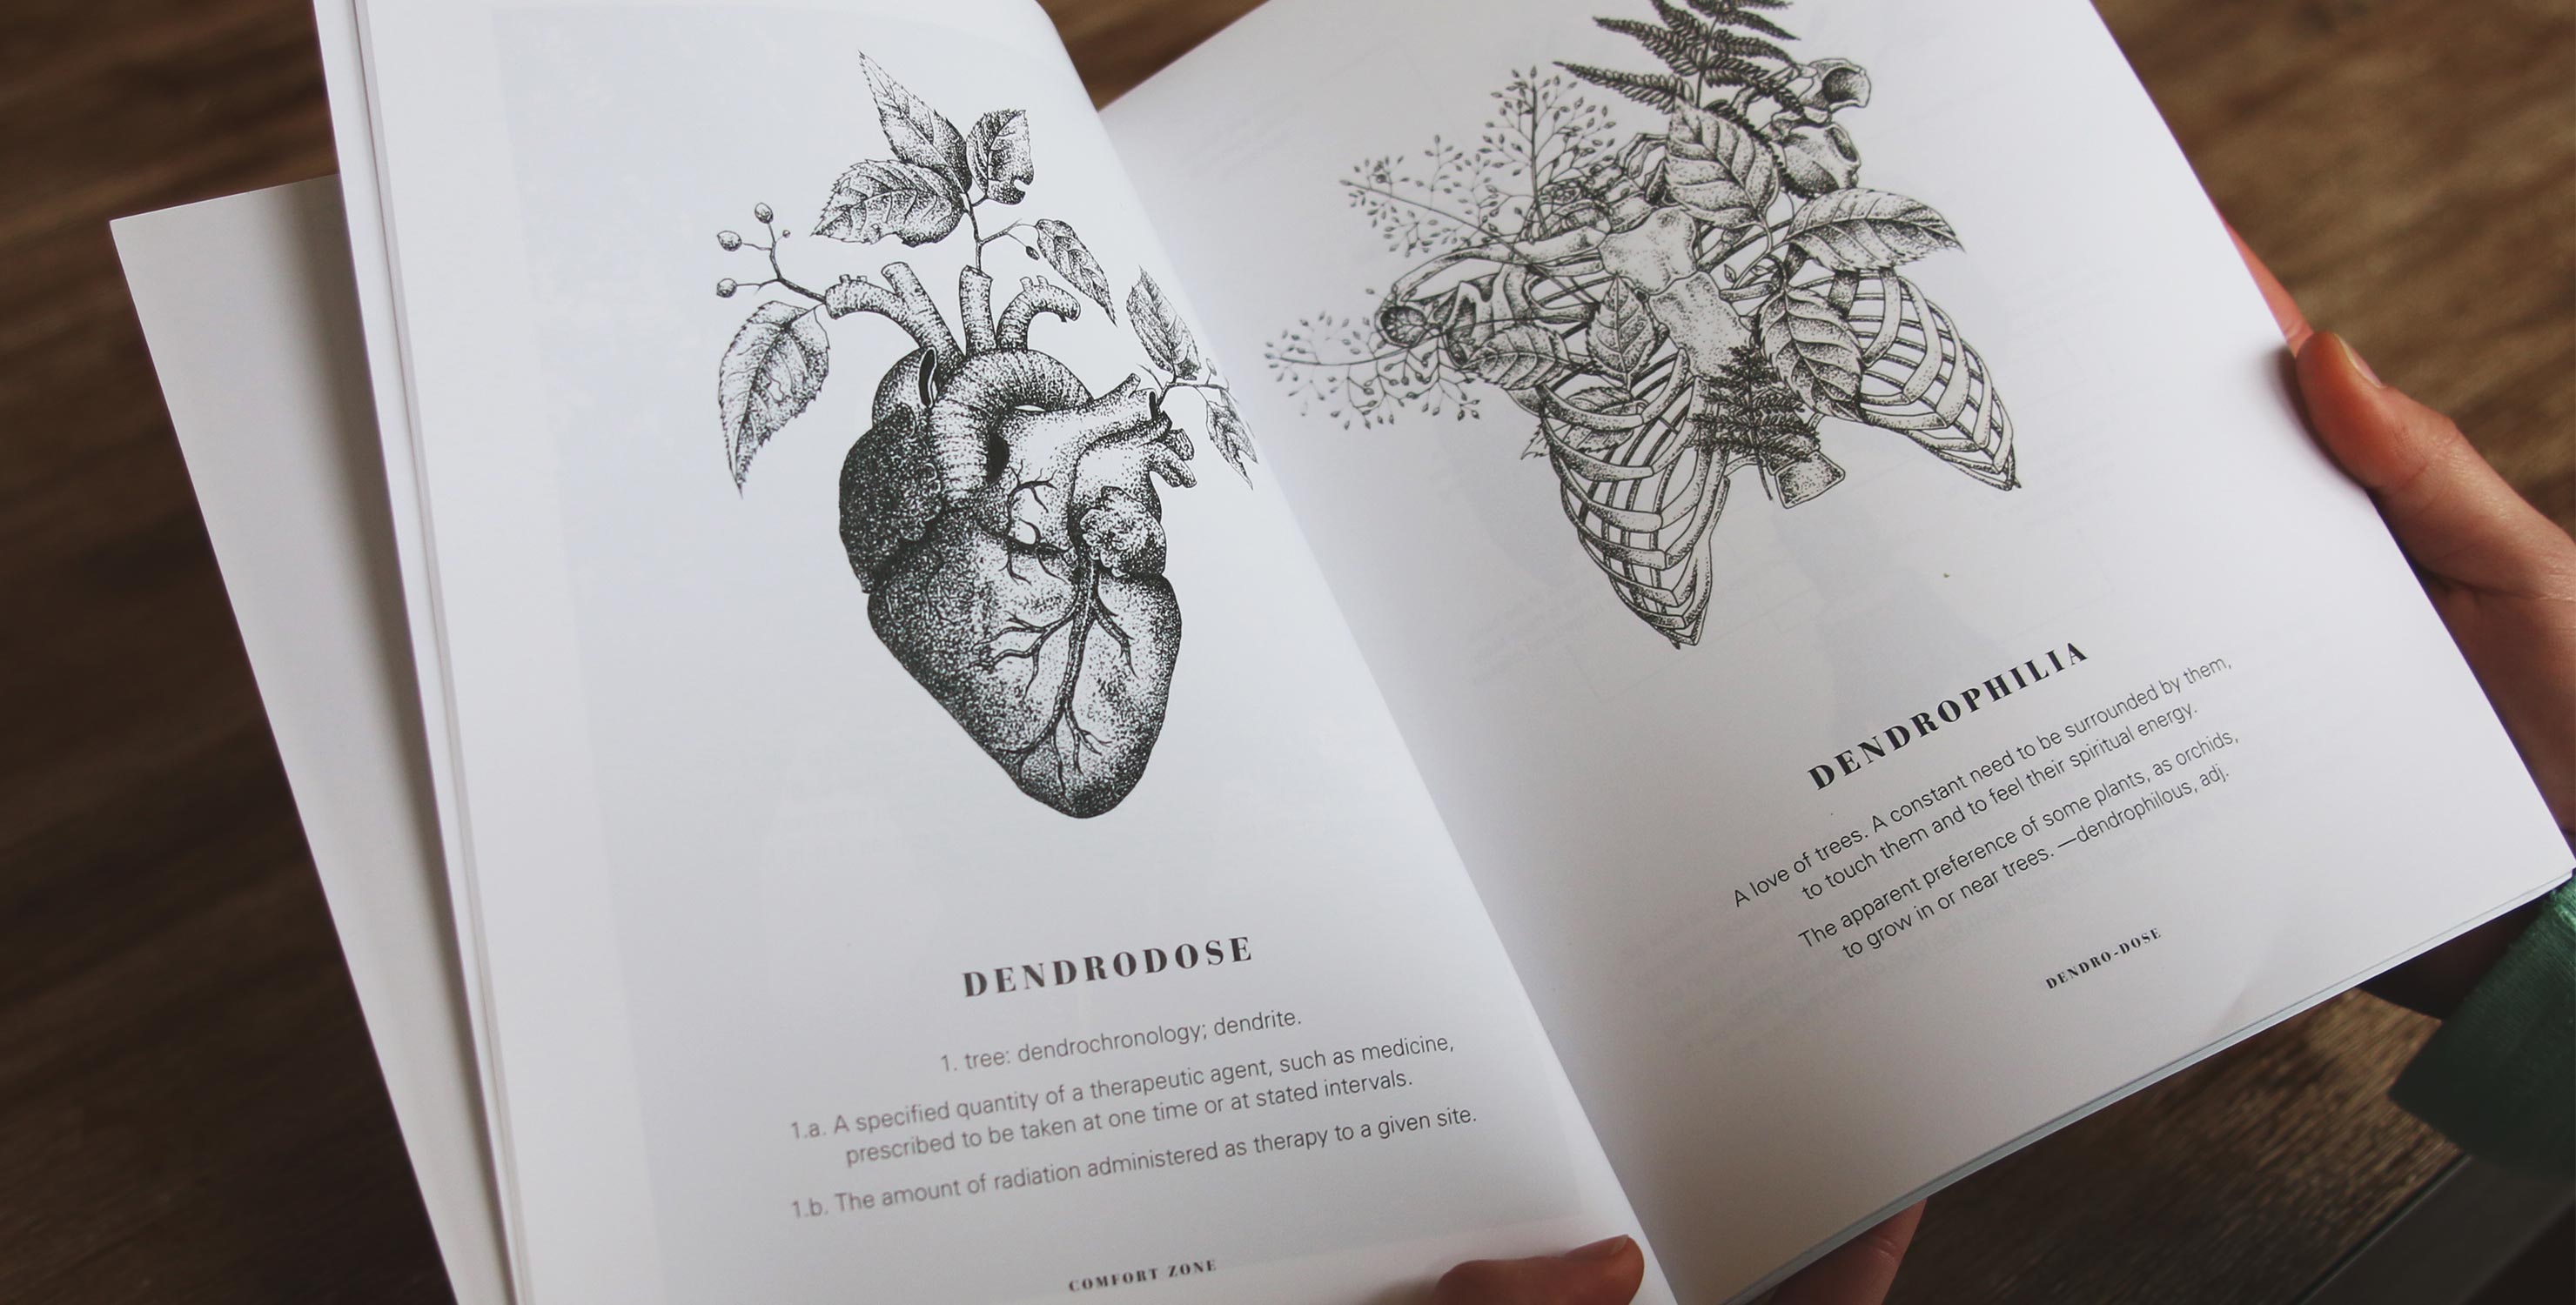 DENDRODOSE
1. tree: dendrochronology; dendrite.
1.a. A specified quantity of a therapeutic agent, such as medicine,
prescribed to be taken at one time or at stated intervals.
1.b. The amount of radiation administered as therapy to a given site.
COMFORT ZONE
DENDROPHILIA
A love of trees. A constant need to be surrounded by them,
to touch them and to feel their spiritual energy.
The apparent preference of some plants, as orchids,
to grow in or near trees. —dendrophilous, adj.
DENDRO-DOSE